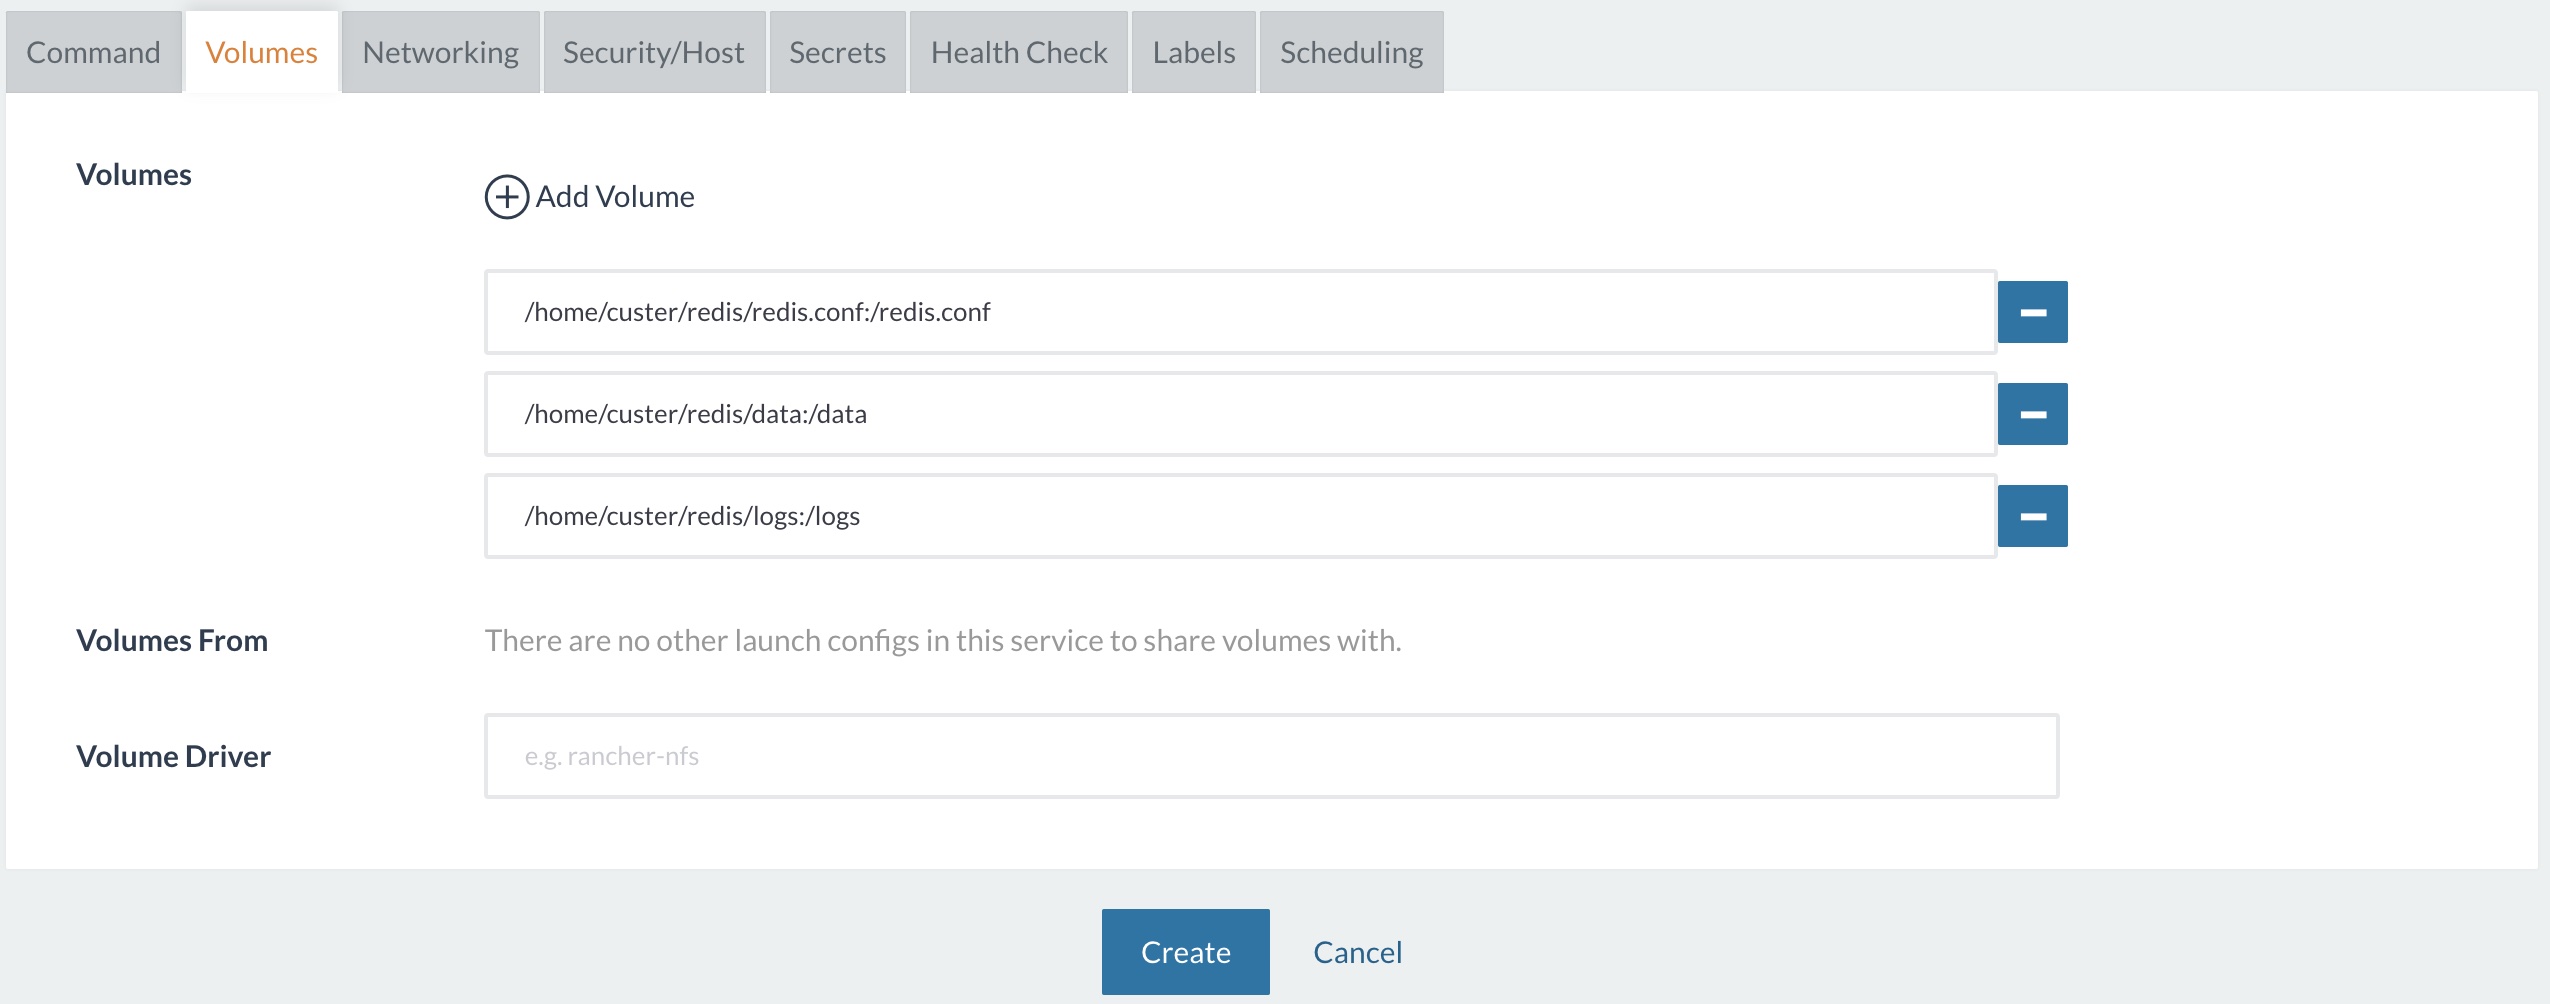 Command Volumes Networking Security/Host Secrets Health Check Labels Scheduling
Volumes
Add Volume
/home/custer/redis/redis.conf:/redis.conf
/home/custer/redis/data:/data
/home/custer/redis/logs:/logs
Volumes From There are no other launch configs in this service to share volumes with.
Volume Driver e.g. rancher-nfs
Create Cancel